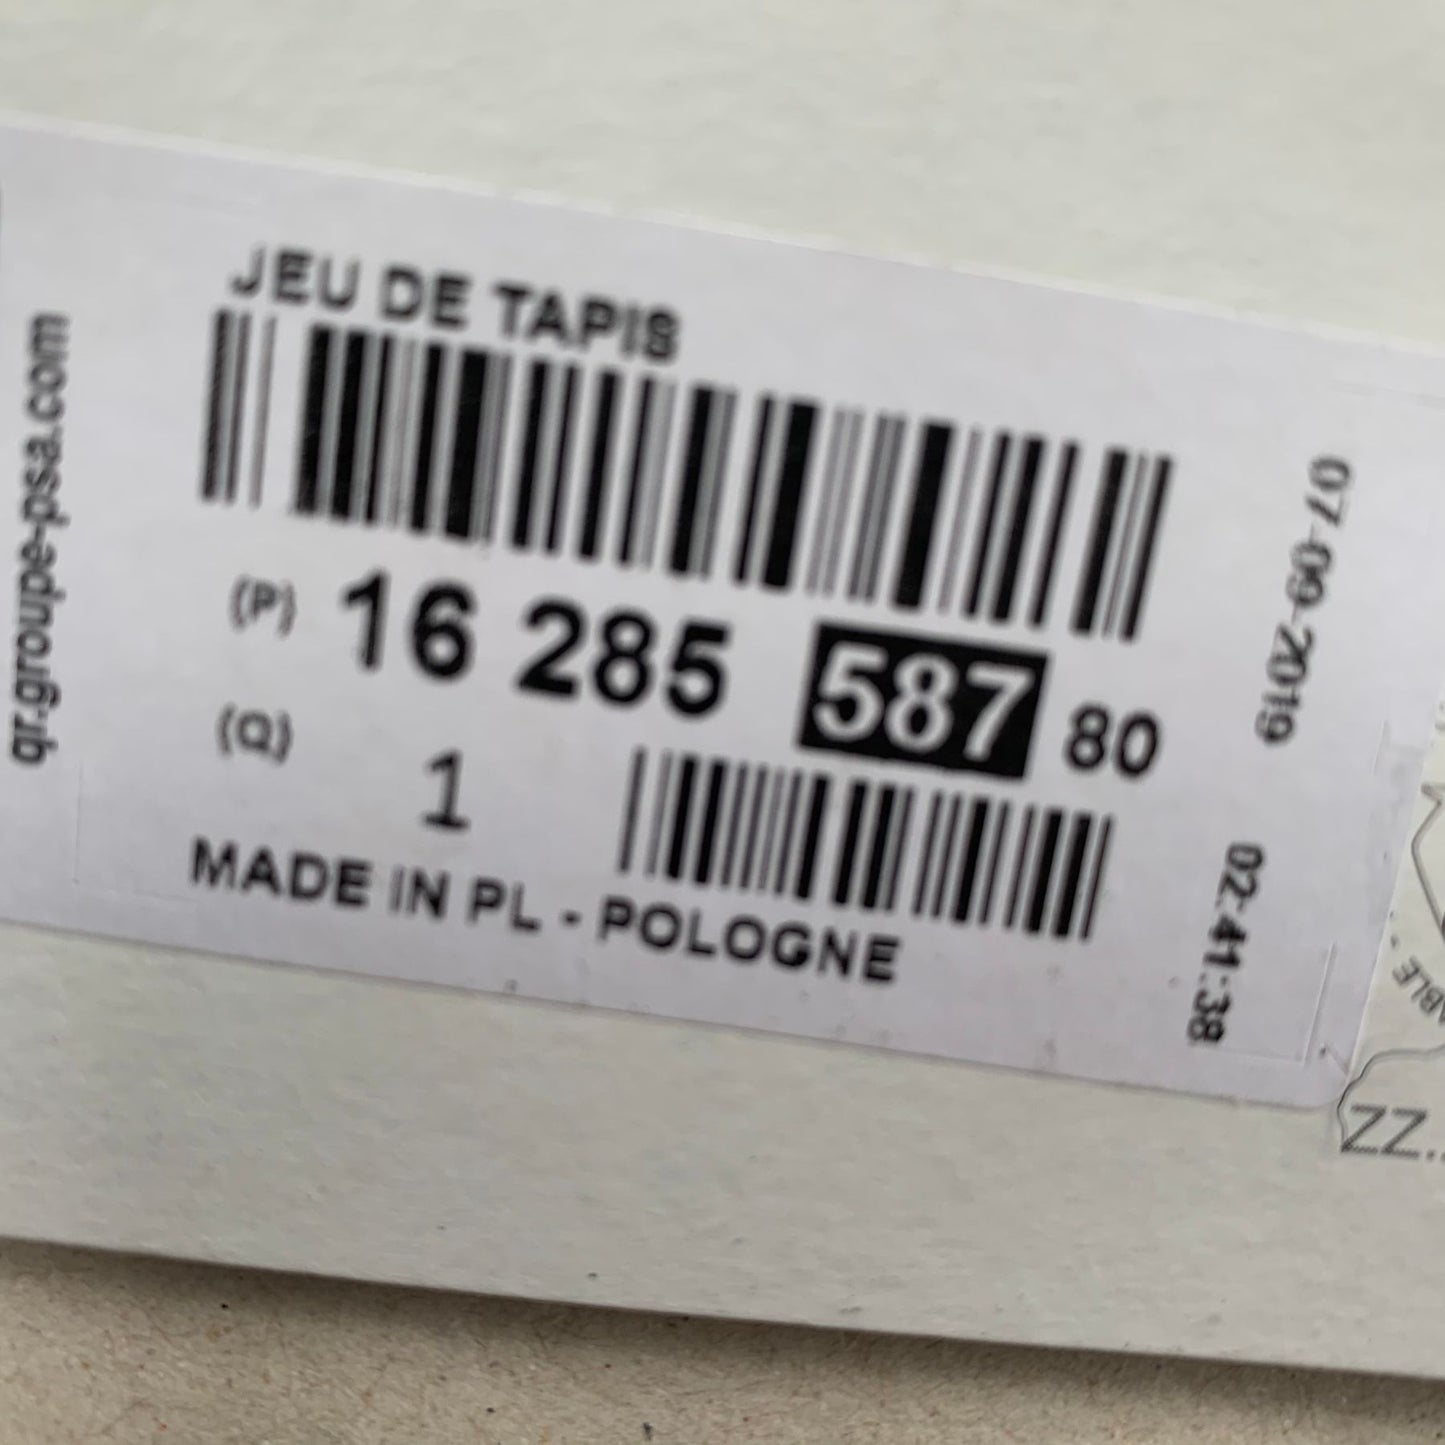 JEU DE TAPIS
(P) 16 285 587 80
(Q) 1
MADE IN PL - POLOGNE
qr.groupe-psa.com
07-09-2019
02:41:38
ABLE
ZZ..